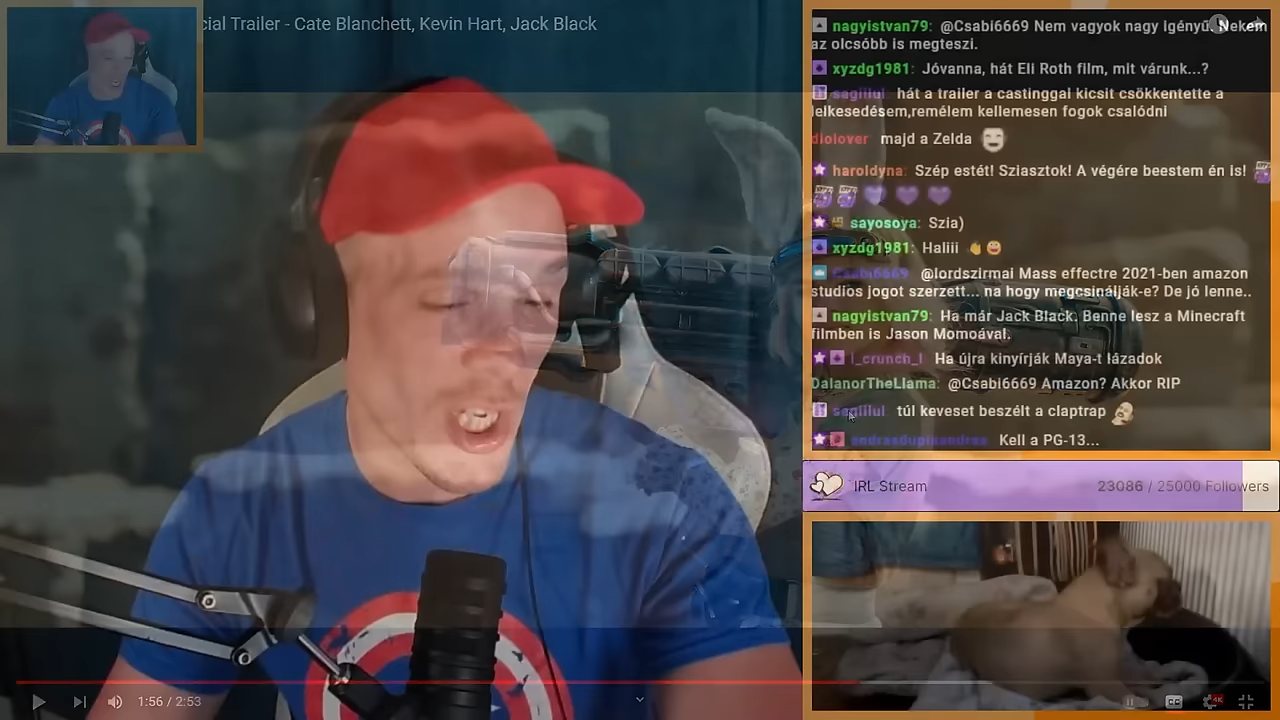 cial Trailer - Cate Blanchett, Kevin Hart, Jack Black
nagyistvan79: @Csabi6669 Nem vagyok nagy igényű. Nekem
az olcsóbb is megteszi.
xyzdg1981: Jóvanna, hát Eli Roth film, mit várunk...?
hát a trailer a castinggal kicsit csökkentette a
lelkesedésem,remélem kellemesen fogok csalódni
diolover majd a Zelda
haroldyna: Szép estét! Sziasztok! A végére beestem én is!
sayosoya: Szia)
xyzdg1981: Haliii
Csabi6669 @lordszirmai Mass effectre 2021-ben amazon
studios jogot szerzett... na hogy megcsinálják-e? De jó lenne..
nagyistvan79: Ha már Jack Black. Benne lesz a Minecraft
filmben is Jason Momoával.
l_crunch_l Ha újra kinyírják Maya-t lázadok
DalanorTheLlama: @Csabi6669 Amazon? Akkor RIP
túl keveset beszélt a claptrap
Kell a PG-13...
IRL Stream 23086 / 25000 Followers
1:56 / 2:53
CC 4K